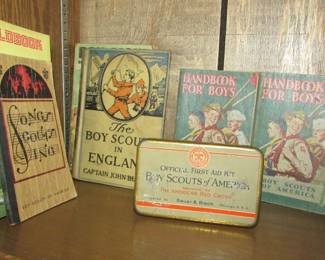 LDBOOK
Songs
Scouts
Sing
The
BOY SCOUTS
in
ENGLAND
CAPTAIN JOHN
OFFICIAL FIRST AID KIT
BOY SCOUTS OF AMERICA
THE AMERICAN RED CROSS
HANDBOOK
FOR BOYS
HANDBOOK
FOR BOYS
BOY SCOUTS
OF AMERICA